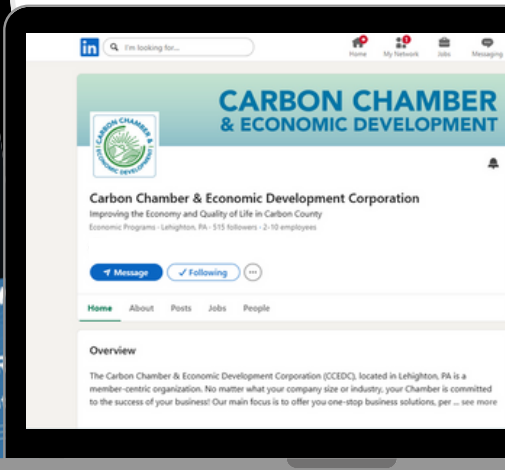 in
I'm looking for...
Home
My Network
Jobs
Messaging
CARBON CHAMBER
& ECONOMIC DEVELOPMENT
CARBON CHAMBER &
ECONOMIC DEVELOPMENT
Carbon Chamber & Economic Development Corporation
Improving the Economy and Quality of Life in Carbon County
Economic Programs - Lehighton, PA - 515 followers - 2-10 employees
Message
Following
Home About Posts Jobs People
Overview
The Carbon Chamber & Economic Development Corporation (CCEDC), located in Lehighton, PA is a
member-centric organization. No matter what your company size or industry, your Chamber is committed
to the success of your business! Our main focus is to offer you one-stop business solutions, per ... see more